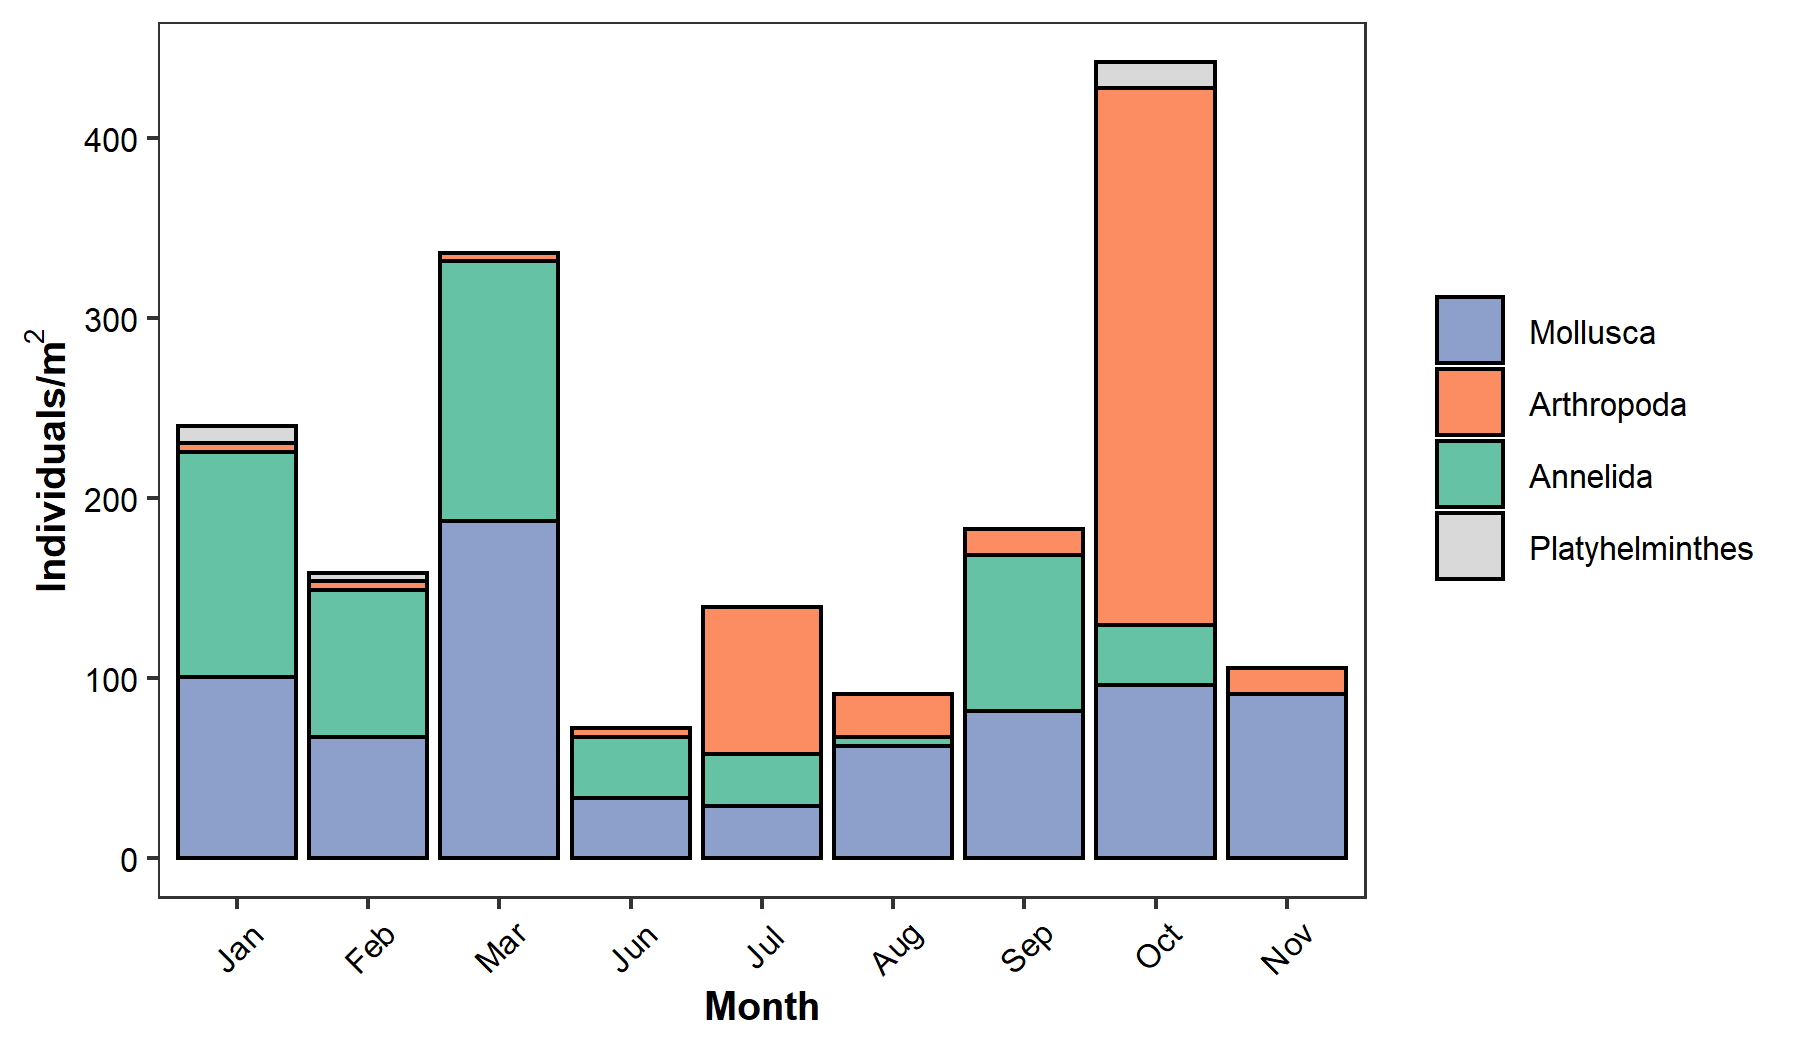 Individuals/m²
400
300
200
100
0
Jan Feb Mar Jun Jul Aug Sep Oct Nov
Month
Mollusca
Arthropoda
Annelida
Platyhelminthes